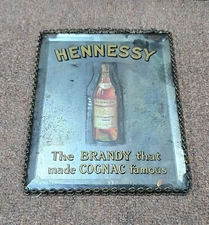 HENNESSY
The BRANDY that
made COGNAC famous